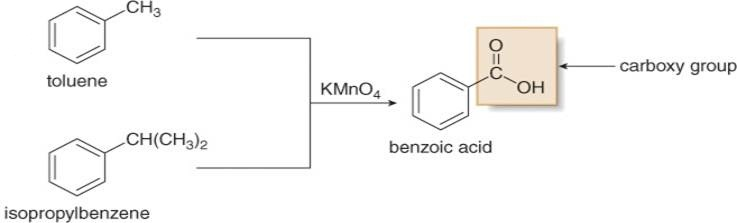 CH3
toluene
KMnO4
O
C
OH
carboxy group
benzoic acid
CH(CH3)2
isopropylbenzene